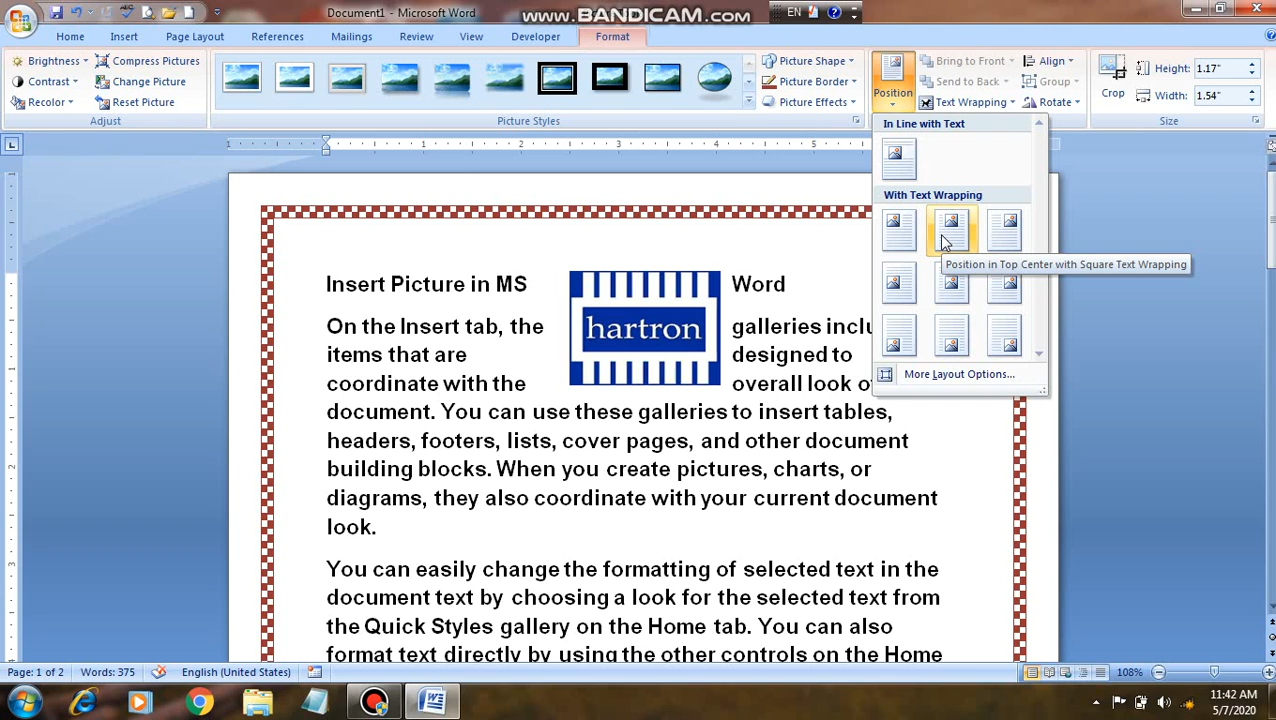 Document1 - Microsoft Word
www.BANDICAM.com
EN
Home Insert Page Layout References Mailings Review View Developer Format
Brightness Compress Pictures
Contrast Change Picture
Recolor Reset Picture
Adjust
Picture Shape
Picture Border
Picture Effects
Picture Styles
Position
Bring to Front
Send to Back
Text Wrapping
Align
Group
Rotate
Crop
Height: 1.17"
Width: 1.54"
Size
In Line with Text
With Text Wrapping
Position in Top Center with Square Text Wrapping
More Layout Options...
1 1 2 3 4 5
Insert Picture in MS Word
hartron
On the Insert tab, the galleries inclu
items that are designed to
coordinate with the overall look o
document. You can use these galleries to insert tables,
headers, footers, lists, cover pages, and other document
building blocks. When you create pictures, charts, or
diagrams, they also coordinate with your current document
look.
You can easily change the formatting of selected text in the
document text by choosing a look for the selected text from
the Quick Styles gallery on the Home tab. You can also
format text directly by using the other controls on the Home
Page: 1 of 2 Words: 375 English (United States) 108%
11:42 AM
5/7/2020